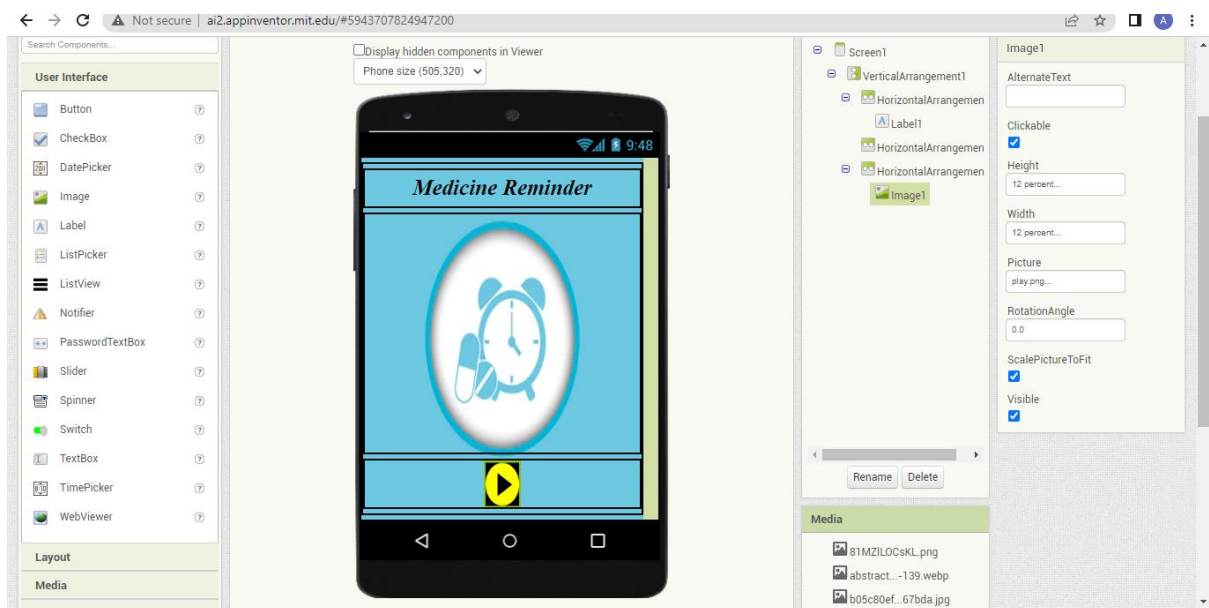 Not secure | ai2.appinventor.mit.edu/#5943707824947200
A
Search Components...
User Interface
Button
CheckBox
DatePicker
Image
Label
ListPicker
ListView
Notifier
PasswordTextBox
Slider
Spinner
Switch
TextBox
TimePicker
WebViewer
Layout
Media
Display hidden components in Viewer
Phone size (505,320)
9:48
Medicine Reminder
Screen1
VerticalArrangement1
HorizontalArrangemen
Label1
HorizontalArrangemen
HorizontalArrangemen
Image1
Rename Delete
Media
81MZlLOCsKL.png
abstract...-139.webp
b05c80ef...67bda.jpg
Image1
AlternateText
Clickable
Height
12 percent...
Width
12 percent...
Picture
play.png...
RotationAngle
0.0
ScalePictureToFit
Visible